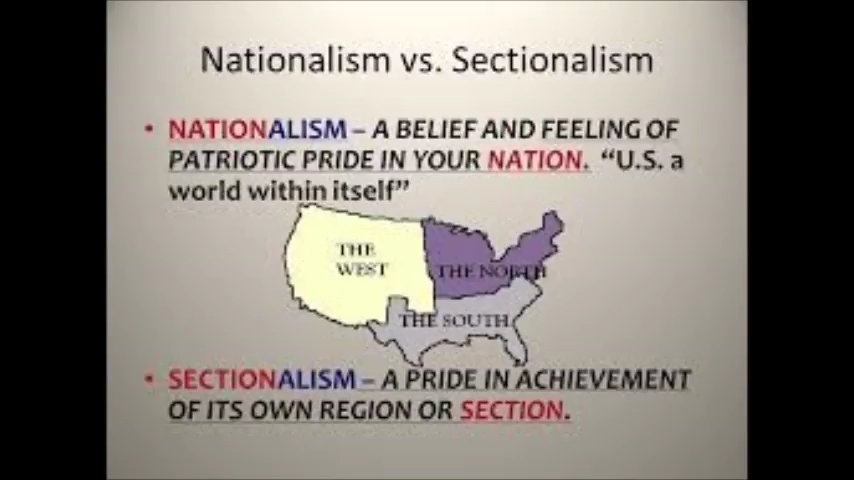 Nationalism vs. Sectionalism
• NATIONALISM – A BELIEF AND FEELING OF
PATRIOTIC PRIDE IN YOUR NATION. “U.S. a
world within itself”
THE
WEST
THE NORTH
THE SOUTH
• SECTIONALISM – A PRIDE IN ACHIEVEMENT
OF ITS OWN REGION OR SECTION.